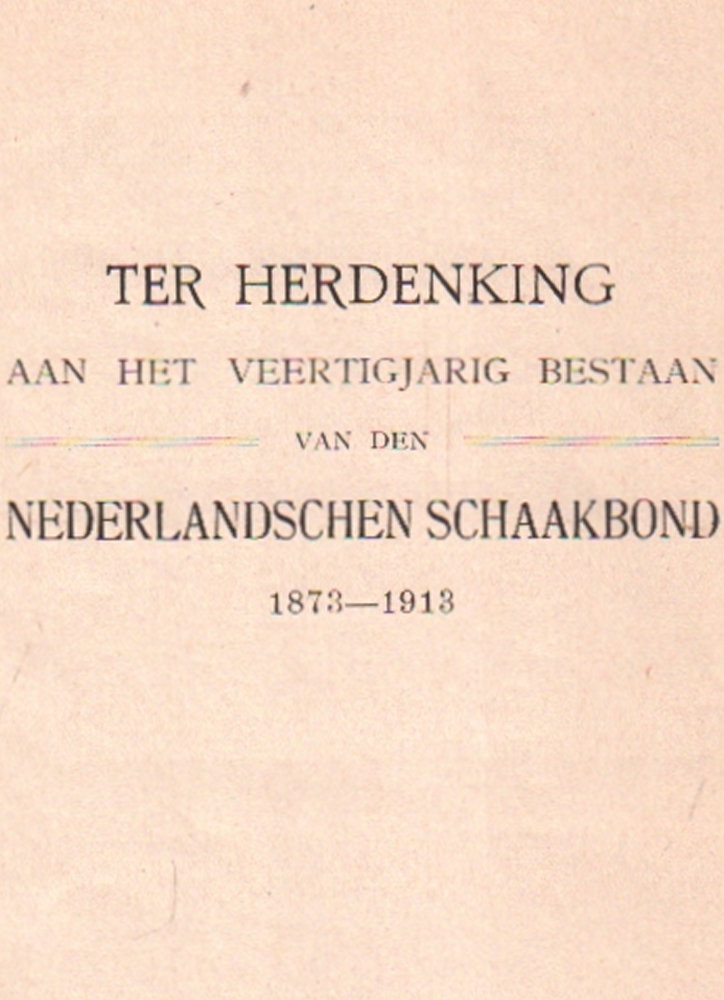 TER HERDENKING
AAN HET VEERTIGJARIG BESTAAN
VAN DEN
NEDERLANDSCHEN SCHAAKBOND
1873—1913